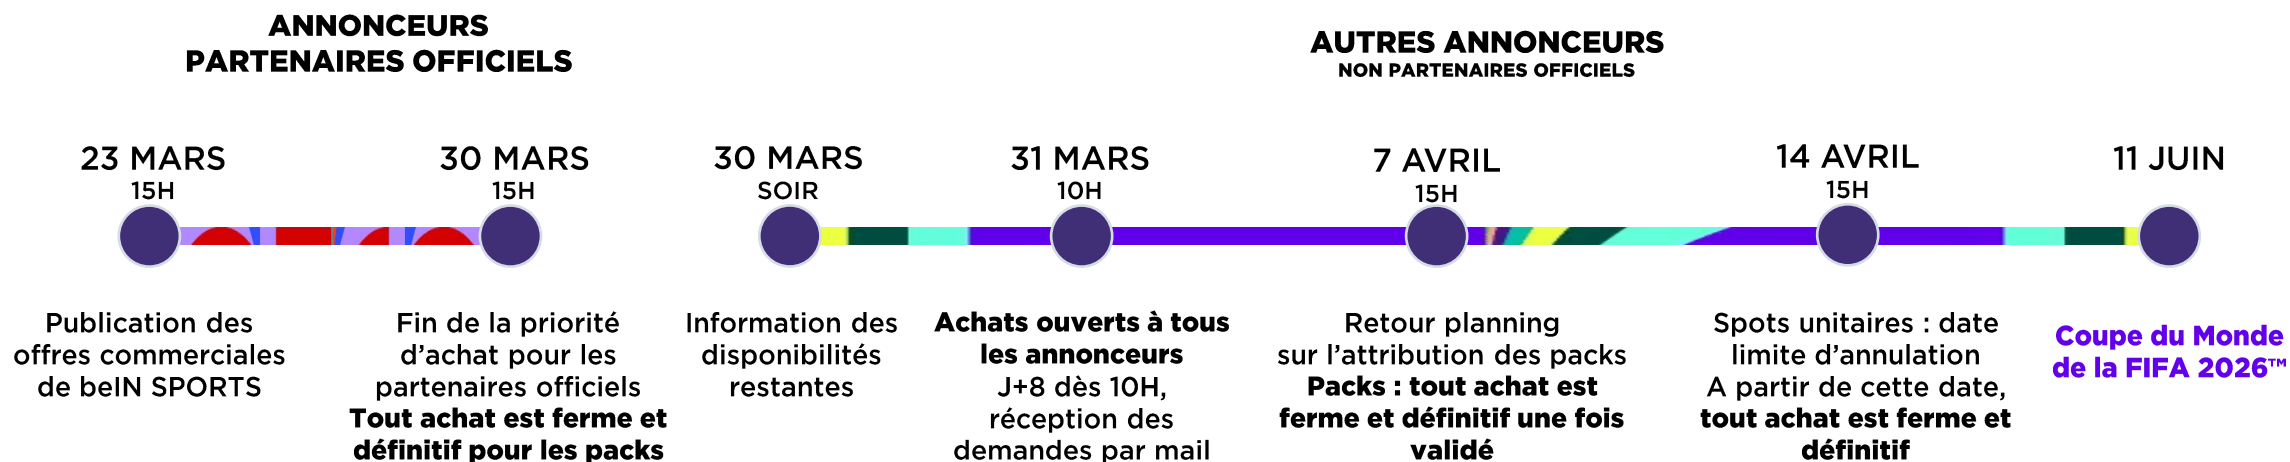 ANNONCEURS
PARTENAIRES OFFICIELS
23 MARS
15H
Publication des
offres commerciales
de beIN SPORTS
30 MARS
15H
Fin de la priorité
d'achat pour les
partenaires officiels
Tout achat est ferme et
définitif pour les packs
AUTRES ANNONCEURS
NON PARTENAIRES OFFICIELS
30 MARS
SOIR
Information des
disponibilités
restantes
31 MARS
10H
Achats ouverts à tous
les annonceurs
J+8 dès 10H,
réception des
demandes par mail
7 AVRIL
15H
Retour planning
sur l'attribution des packs
Packs : tout achat est
ferme et définitif une fois
validé
14 AVRIL
15H
Spots unitaires : date
limite d'annulation
A partir de cette date,
tout achat est ferme et
définitif
11 JUIN
Coupe du Monde
de la FIFA 2026™